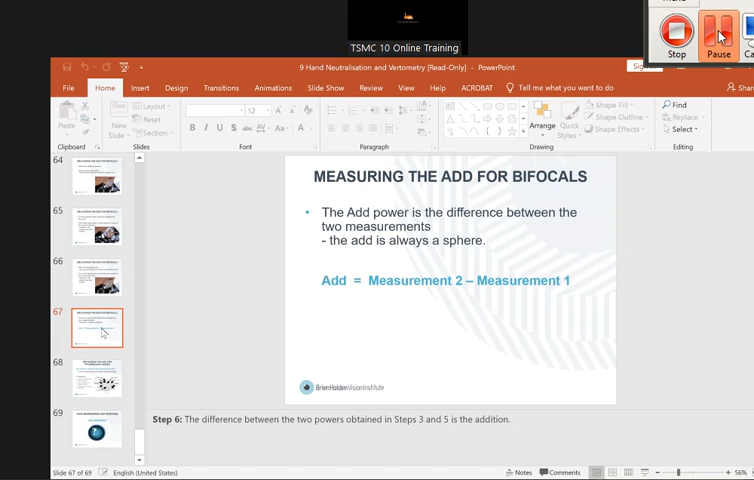 Menu
TSMC 10 Online Training
Stop
Pause
9 Hand Neutralisation and Vertometry [Read-Only] - PowerPoint
File Home Insert Design Transitions Animations Slide Show Review View ACROBAT Tell me what you want to do
Paste
New Slide
Layout
Reset
Section
12
B I U S abc AV Aa
Arrange
Quick Styles
Shape Fill
Shape Outline
Shape Effects
Find
Replace
Select
Clipboard Slides Font Paragraph Drawing Editing
64
65
66
67
68
69
MEASURING THE ADD FOR BIFOCALS
• The Add power is the difference between the
two measurements
- the add is always a sphere.
Add = Measurement 2 – Measurement 1
BrienHoldenVisionInstitute
Step 6: The difference between the two powers obtained in Steps 3 and 5 is the addition.
Slide 67 of 69 English (United States) Notes Comments 56%